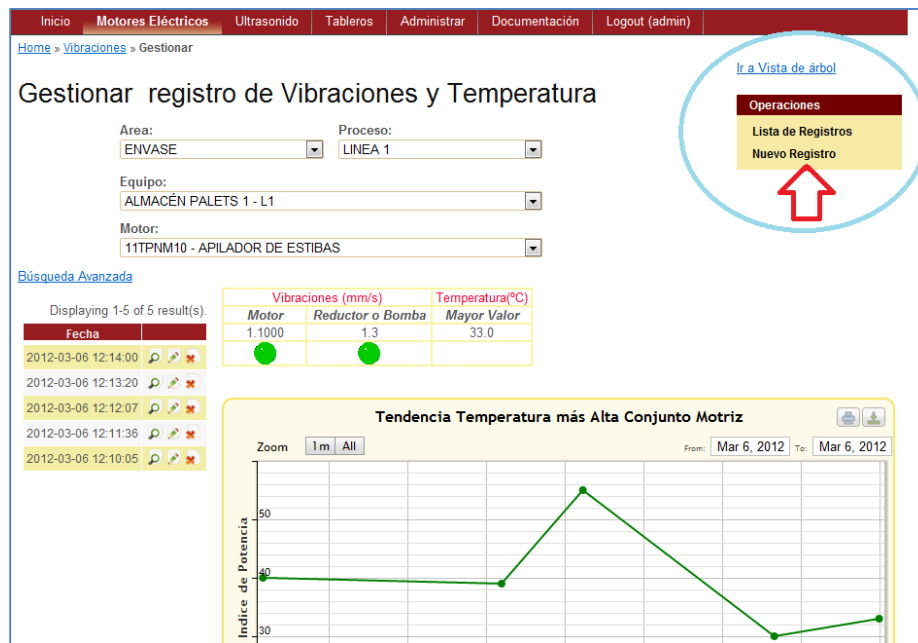 Inicio Motores Eléctricos Ultrasonido Tableros Administrar Documentación Logout (admin)
Home » Vibraciones » Gestionar
Ir a Vista de árbol
Gestionar registro de Vibraciones y Temperatura
Operaciones
Lista de Registros
Nuevo Registro
Area: Proceso:
ENVASE LINEA 1
Equipo:
ALMACÉN PALETS 1 - L1
Motor:
11TPNM10 - APILADOR DE ESTIBAS
Búsqueda Avanzada
Displaying 1-5 of 5 result(s).
Fecha
2012-03-06 12:14:00
2012-03-06 12:13:20
2012-03-06 12:12:07
2012-03-06 12:11:36
2012-03-06 12:10:05
Vibraciones (mm/s) Temperatura(ºC)
Motor Reductor o Bomba Mayor Valor
1.1000 1.3 33.0
Tendencia Temperatura más Alta Conjunto Motriz
Zoom 1m All From: Mar 6, 2012 To: Mar 6, 2012
Indice de Potencia
50
40
30